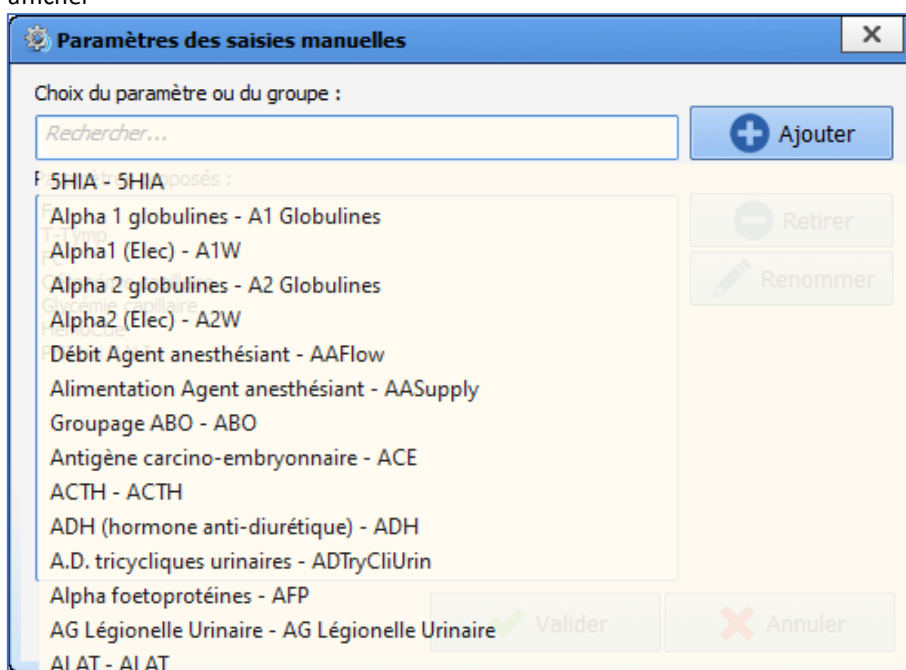 afficher
Paramètres des saisies manuelles
Choix du paramètre ou du groupe :
Rechercher...
Ajouter
5HIA - 5HIA
Alpha 1 globulines - A1 Globulines
Retirer
Alpha1 (Elec) - A1W
Alpha 2 globulines - A2 Globulines
Renommer
Glycémie capillaire
Alpha2 (Elec) - A2W
Débit Agent anesthésiant - AAFlow
Alimentation Agent anesthésiant - AASupply
Groupage ABO - ABO
Antigène carcino-embryonnaire - ACE
ACTH - ACTH
ADH (hormone anti-diurétique) - ADH
A.D. tricycliques urinaires - ADTryCliUrin
Alpha foetoprotéines - AFP
AG Légionelle Urinaire - AG Légionelle Urinaire
Valider
Annuler
ALAT - ALAT